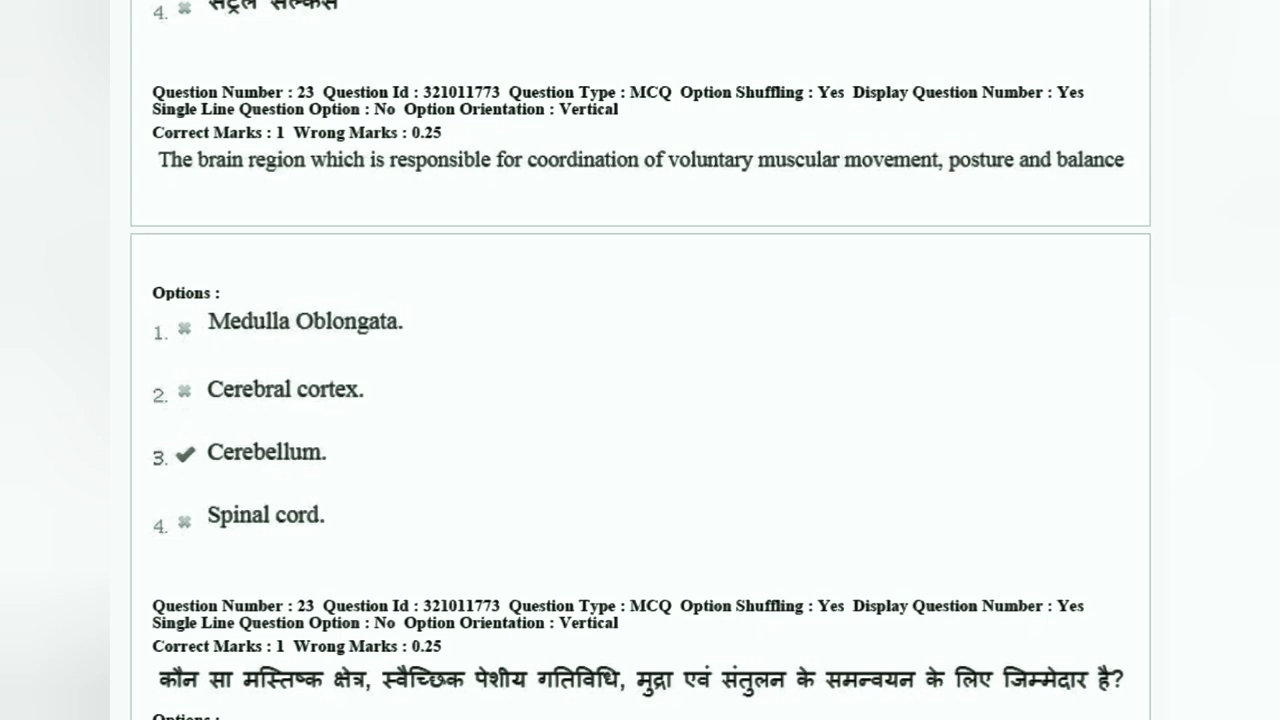 4. सेंट्रल सल्कस
Question Number : 23 Question Id : 321011773 Question Type : MCQ Option Shuffling : Yes Display Question Number : Yes
Single Line Question Option : No Option Orientation : Vertical
Correct Marks : 1 Wrong Marks : 0.25
The brain region which is responsible for coordination of voluntary muscular movement, posture and balance
Options :
1. Medulla Oblongata.
2. Cerebral cortex.
3. Cerebellum.
4. Spinal cord.
Question Number : 23 Question Id : 321011773 Question Type : MCQ Option Shuffling : Yes Display Question Number : Yes
Single Line Question Option : No Option Orientation : Vertical
Correct Marks : 1 Wrong Marks : 0.25
कौन सा मस्तिष्क क्षेत्र, स्वैच्छिक पेशीय गतिविधि, मुद्रा एवं संतुलन के समन्वयन के लिए जिम्मेदार है?
Options :